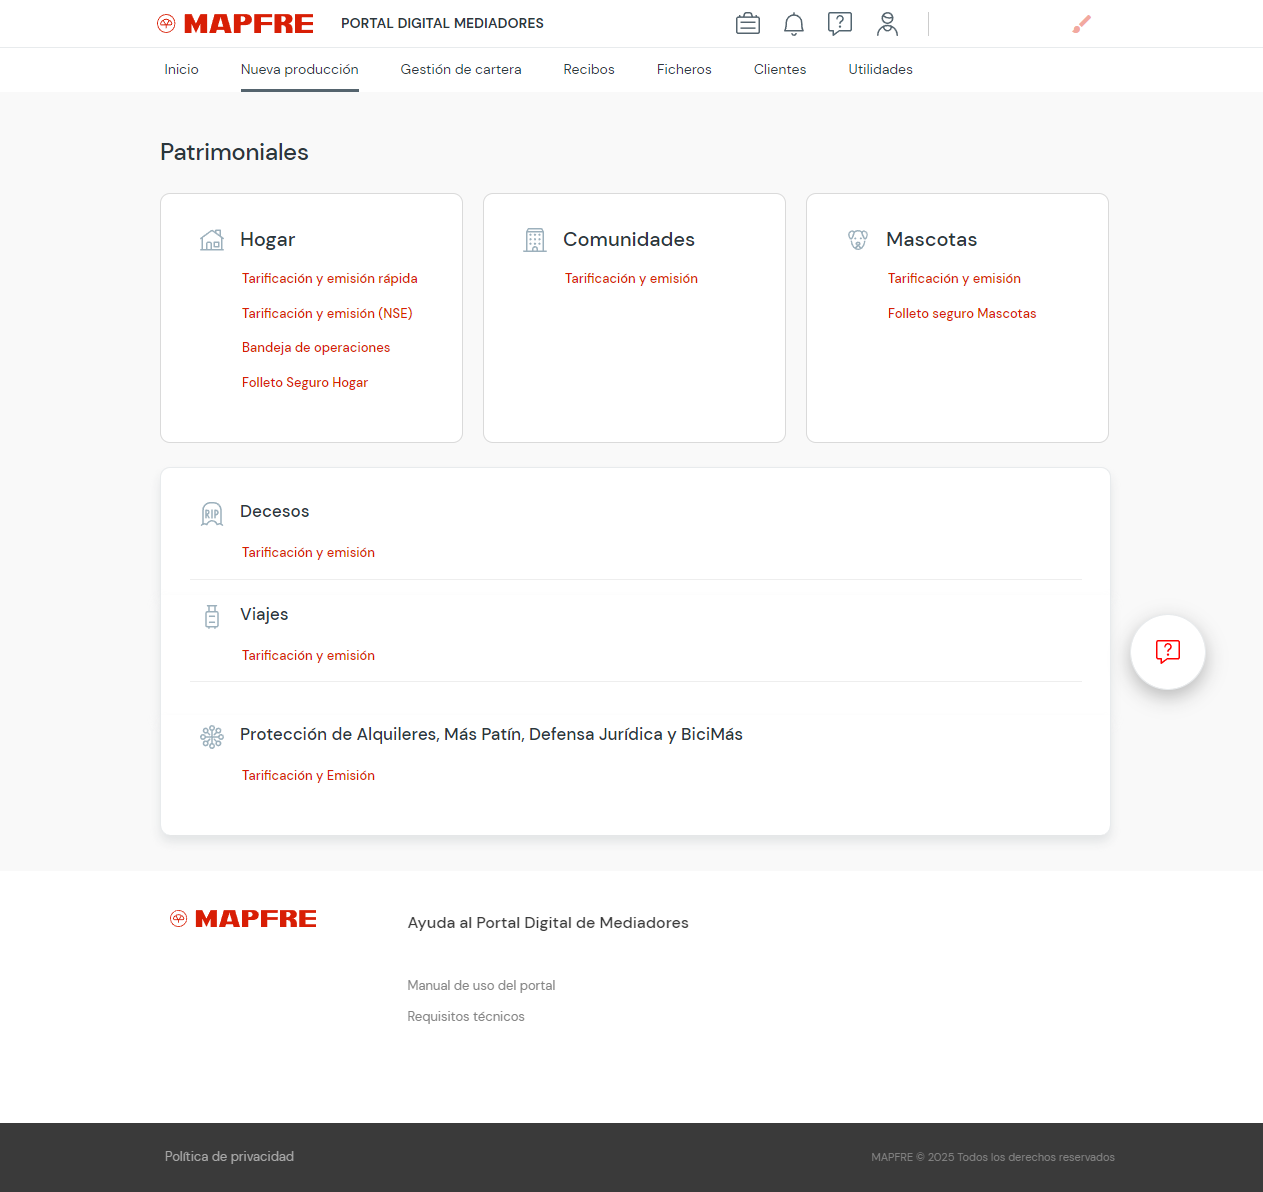 MAPFRE PORTAL DIGITAL MEDIADORES
Inicio Nueva producción Gestión de cartera Recibos Ficheros Clientes Utilidades
Patrimoniales
Hogar
Tarificación y emisión rápida
Tarificación y emisión (NSE)
Bandeja de operaciones
Folleto Seguro Hogar
Comunidades
Tarificación y emisión
Mascotas
Tarificación y emisión
Folleto seguro Mascotas
RIP
Decesos
Tarificación y emisión
Viajes
Tarificación y emisión
Protección de Alquileres, Más Patín, Defensa Jurídica y BiciMás
Tarificación y Emisión
MAPFRE
Ayuda al Portal Digital de Mediadores
Manual de uso del portal
Requisitos técnicos
Política de privacidad
MAPFRE © 2025 Todos los derechos reservados